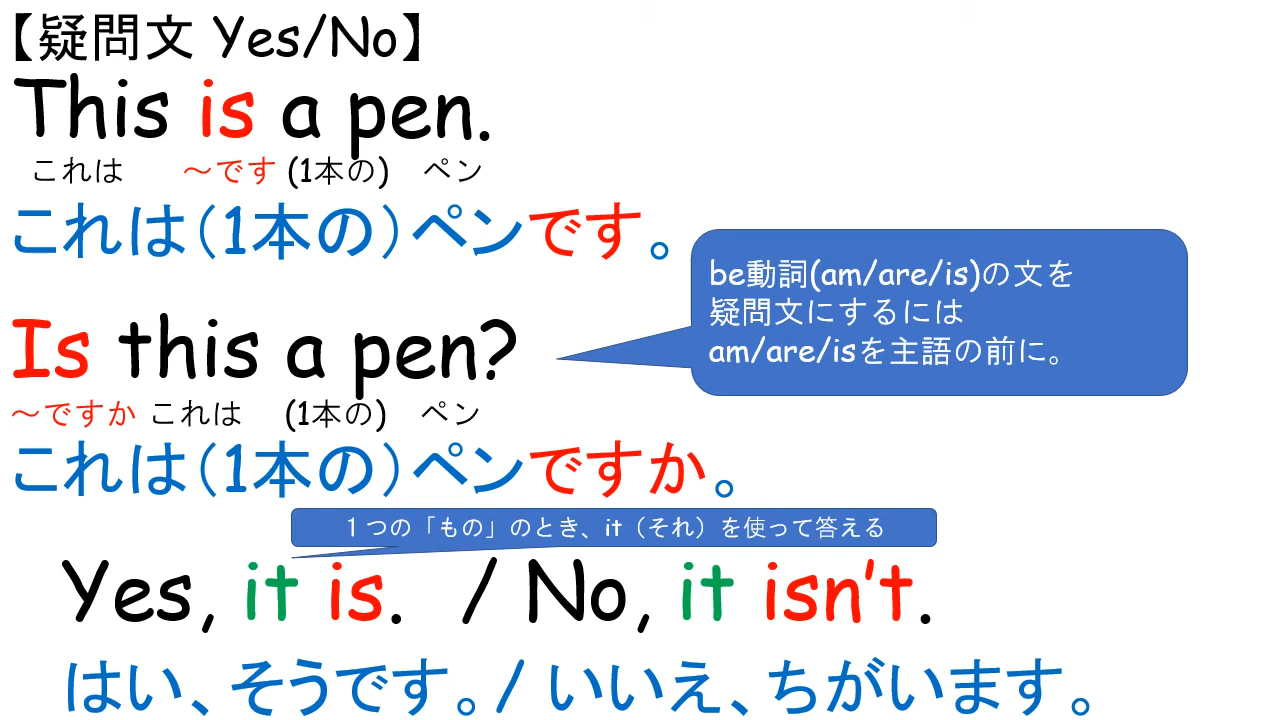 【疑問文 Yes/No】
This is a pen.
これは ～です (1本の) ペン
これは（1本の）ペンです。
be動詞(am/are/is)の文を
疑問文にするには
am/are/isを主語の前に。
Is this a pen?
～ですか これは (1本の) ペン
これは（1本の）ペンですか。
１つの「もの」のとき、it（それ）を使って答える
Yes, it is. / No, it isn't.
はい、そうです。/ いいえ、ちがいます。